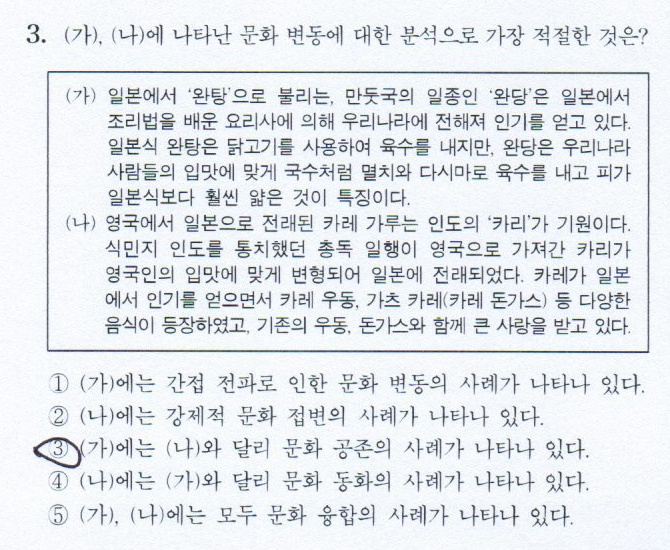 3. (가), (나)에 나타난 문화 변동에 대한 분석으로 가장 적절한 것은?
(가) 일본에서 ‘완탕’으로 불리는, 만둣국의 일종인 ‘완당’은 일본에서
조리법을 배운 요리사에 의해 우리나라에 전해져 인기를 얻고 있다.
일본식 완탕은 닭고기를 사용하여 육수를 내지만, 완당은 우리나라
사람들의 입맛에 맞게 국수처럼 멸치와 다시마로 육수를 내고 피가
일본식보다 훨씬 얇은 것이 특징이다.
(나) 영국에서 일본으로 전래된 카레 가루는 인도의 ‘카리’가 기원이다.
식민지 인도를 통치했던 총독 일행이 영국으로 가져간 카리가
영국인의 입맛에 맞게 변형되어 일본에 전래되었다. 카레가 일본
에서 인기를 얻으면서 카레 우동, 가츠 카레(카레 돈가스) 등 다양한
음식이 등장하였고, 기존의 우동, 돈가스와 함께 큰 사랑을 받고 있다.
① (가)에는 간접 전파로 인한 문화 변동의 사례가 나타나 있다.
② (나)에는 강제적 문화 접변의 사례가 나타나 있다.
③ (가)에는 (나)와 달리 문화 공존의 사례가 나타나 있다.
④ (나)에는 (가)와 달리 문화 동화의 사례가 나타나 있다.
⑤ (가), (나)에는 모두 문화 융합의 사례가 나타나 있다.